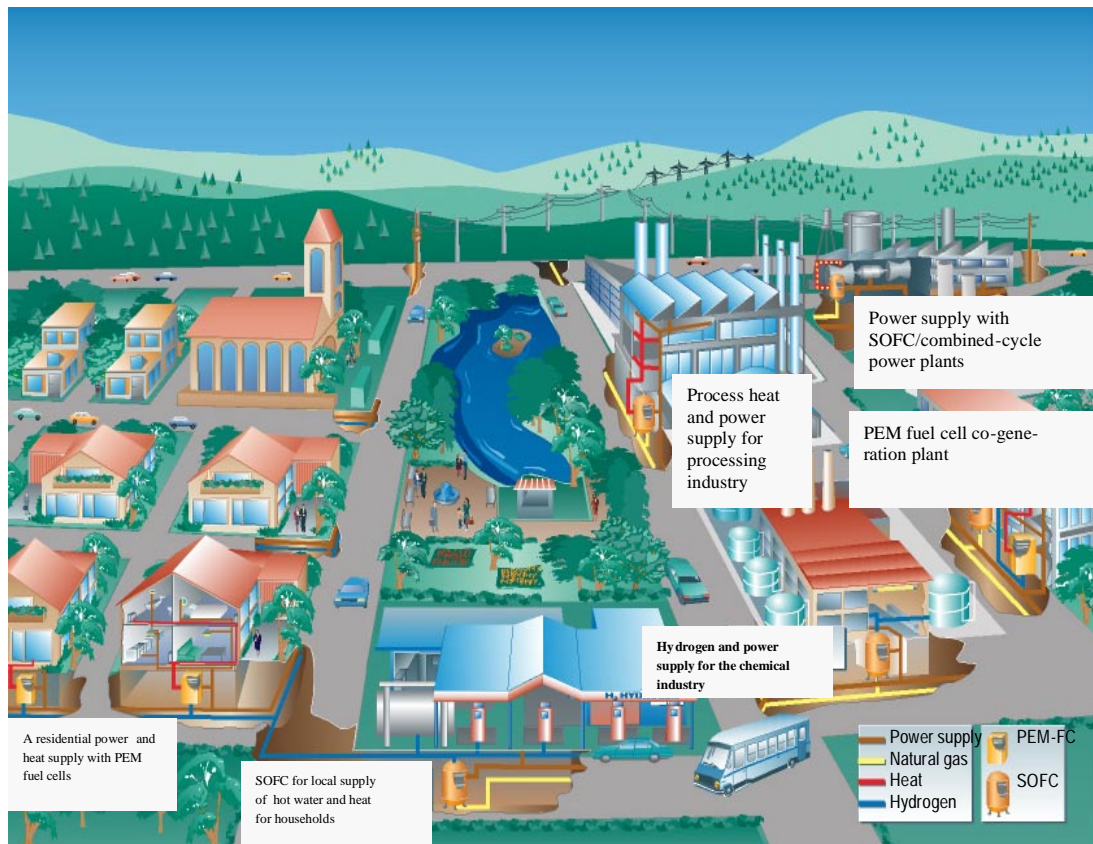 Power supply with
SOFC/combined-cycle
power plants
Process heat
and power
supply for
processing
industry
PEM fuel cell co-gene-
ration plant
Hydrogen and power
supply for the chemical
industry
H₂ HYD
A residential power and
heat supply with PEM
fuel cells
SOFC for local supply
of hot water and heat
for households
Power supply
Natural gas
Heat
Hydrogen
PEM-FC
SOFC